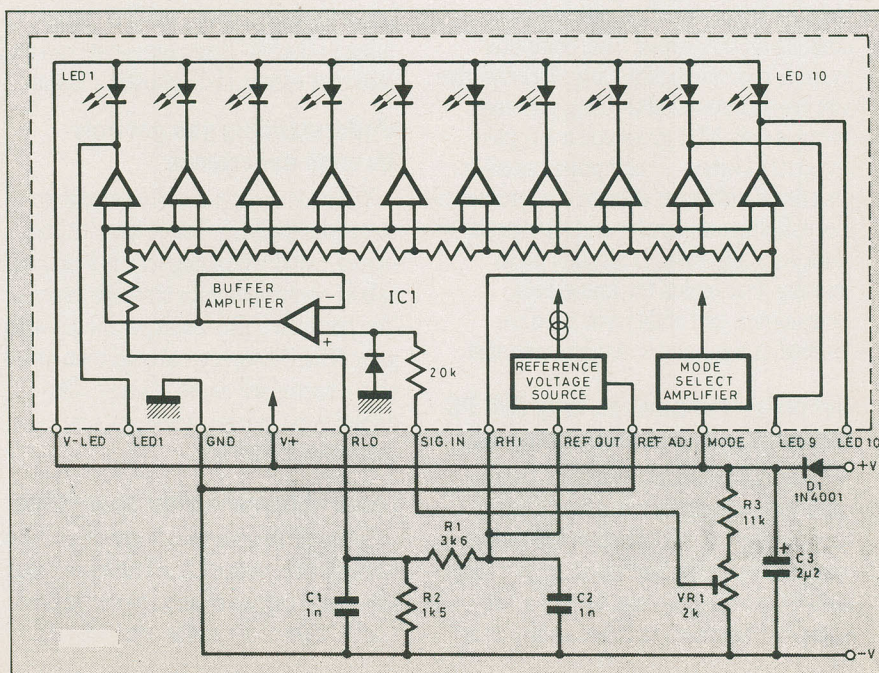 LED 1
LED 10
BUFFER
AMPLIFIER
IC1
−
+
20k
REFERENCE
VOLTAGE
SOURCE
MODE
SELECT
AMPLIFIER
V-LED
LED1
GND
V+
RLO
SIG.IN
RHI
REF OUT
REF ADJ
MODE
LED 9
LED 10
+V
D1
1N4001
R3
11k
R1
3k6
+
C3
2µ2
C1
1n
R2
1k5
C2
1n
VR1
2k
−V